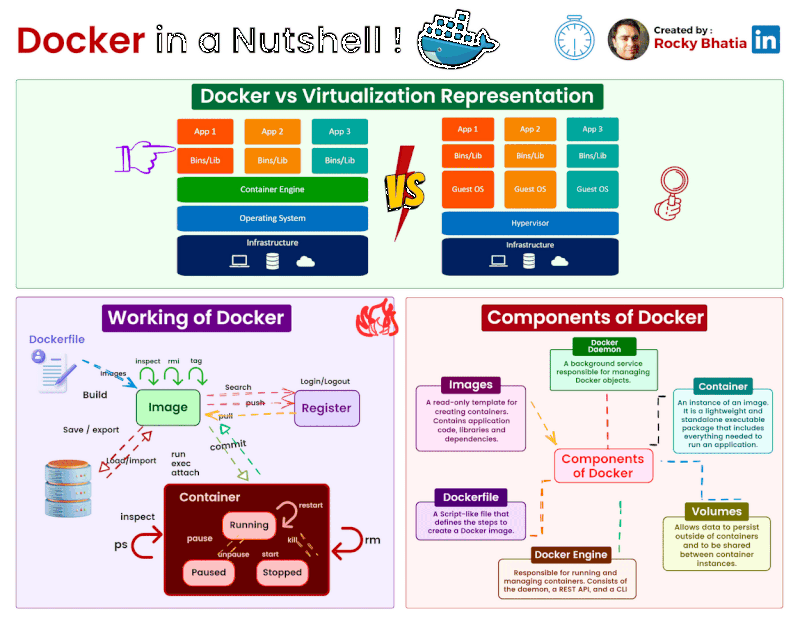 Docker in a Nutshell !
Created by :
Rocky Bhatia
in
Docker vs Virtualization Representation
App 1
App 2
App 3
Bins/Lib
Bins/Lib
Bins/Lib
Container Engine
Operating System
Infrastructure
VS
App 1
App 2
App 3
Bins/Lib
Bins/Lib
Bins/Lib
Guest OS
Guest OS
Guest OS
Hypervisor
Infrastructure
Working of Docker
Dockerfile
images
Build
inspect
rmi
tag
Image
Search
push
pull
Login/Logout
Register
Save / export
Load/Import
run
exec
attach
commit
Container
Running
restart
pause
unpause
start
kill
Paused
Stopped
inspect
ps
rm
Components of Docker
Docker
Daemon
A background service
responsible for managing
Docker objects.
Images
A read-only template for
creating containers.
Contains application
code, libraries and
dependencies.
Container
An instance of an image.
It is a lightweight and
standalone executable
package that includes
everything needed to
run an application.
Components
of Docker
Dockerfile
A Script-like file that
defines the steps to
create a Docker image.
Volumes
Allows data to persist
outside of containers
and to be shared
between container
instances.
Docker Engine
Responsible for running and
managing containers. Consists of
the daemon, a REST API, and a CLI